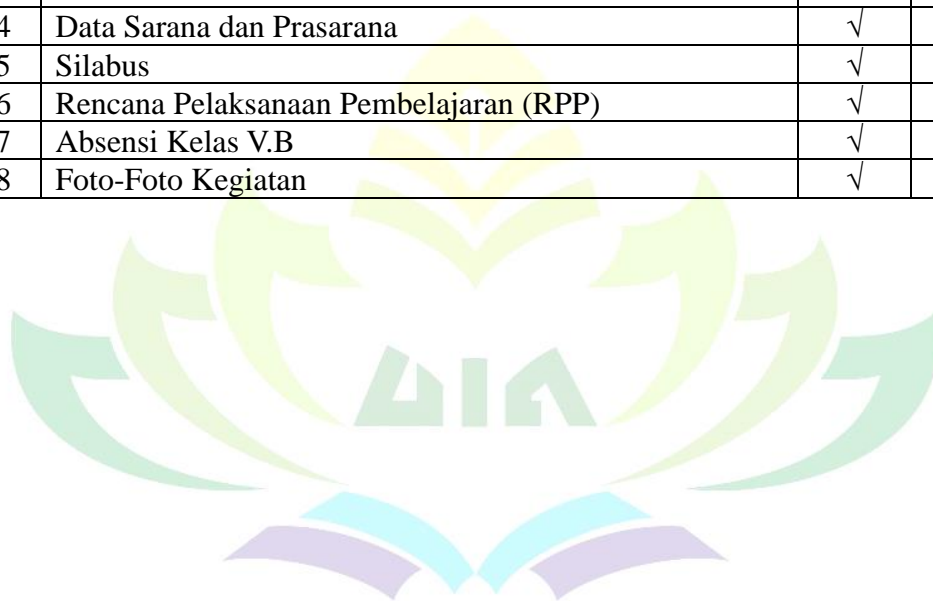 4 Data Sarana dan Prasarana √
5 Silabus √
6 Rencana Pelaksanaan Pembelajaran (RPP) √
7 Absensi Kelas V.B √
8 Foto-Foto Kegiatan √
UIN